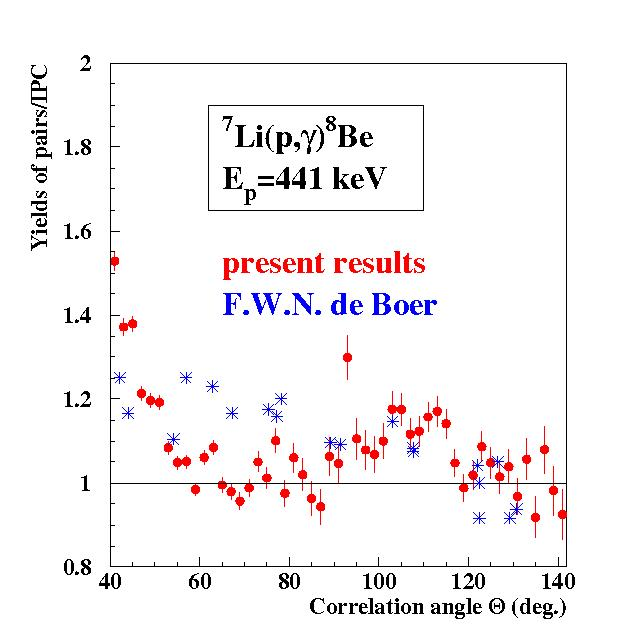 Yields of pairs/IPC
2
1.8
1.6
1.4
1.2
1
0.8
⁷Li(p,γ)⁸Be
Eₚ=441 keV
present results
F.W.N. de Boer
40 60 80 100 120 140
Correlation angle Θ (deg.)